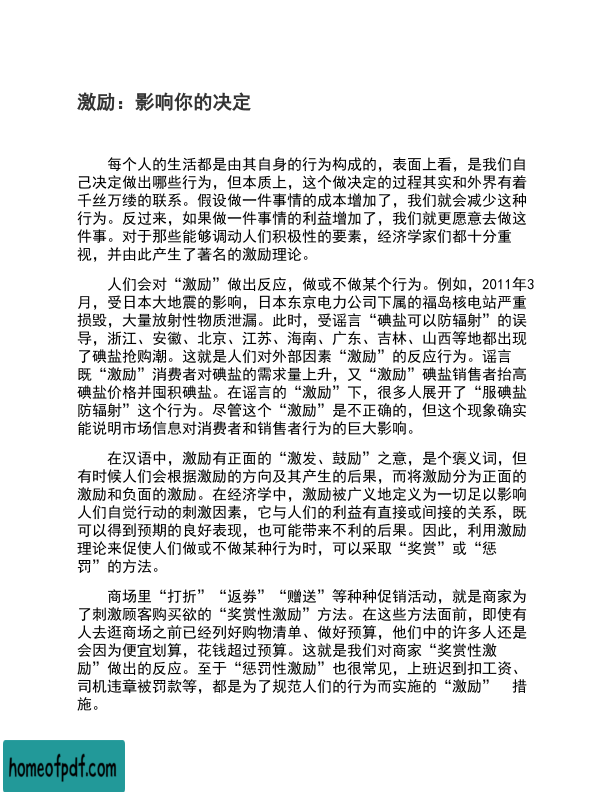 激励：影响你的决定
每个人的生活都是由其自身的行为构成的，表面上看，是我们自
己决定做出哪些行为，但本质上，这个做决定的过程其实和外界有着
千丝万缕的联系。假设做一件事情的成本增加了，我们就会减少这种
行为。反过来，如果做一件事情的利益增加了，我们就更愿意去做这
件事。对于那些能够调动人们积极性的要素，经济学家们都十分重
视，并由此产生了著名的激励理论。
人们会对“激励”做出反应，做或不做某个行为。例如，2011年3
月，受日本大地震的影响，日本东京电力公司下属的福岛核电站严重
损毁，大量放射性物质泄漏。此时，受谣言“碘盐可以防辐射”的误
导，浙江、安徽、北京、江苏、海南、广东、吉林、山西等地都出现
了碘盐抢购潮。这就是人们对外部因素“激励”的反应行为。谣言
既“激励”消费者对碘盐的需求量上升，又“激励”碘盐销售者抬高
碘盐价格并囤积碘盐。在谣言的“激励”下，很多人展开了“服碘盐
防辐射”这个行为。尽管这个“激励”是不正确的，但这个现象确实
能说明市场信息对消费者和销售者行为的巨大影响。
在汉语中，激励有正面的“激发、鼓励”之意，是个褒义词，但
有时候人们会根据激励的方向及其产生的后果，而将激励分为正面的
激励和负面的激励。在经济学中，激励被广义地定义为一切足以影响
人们自觉行动的刺激因素，它与人们的利益有直接或间接的关系，既
可以得到预期的良好表现，也可能带来不利的后果。因此，利用激励
理论来促使人们做或不做某种行为时，可以采取“奖赏”或“惩
罚”的方法。
商场里“打折”“返券”“赠送”等种种促销活动，就是商家为
了刺激顾客购买欲的“奖赏性激励”方法。在这些方法面前，即使有
人去逛商场之前已经列好购物清单、做好预算，他们中的许多人还是
会因为便宜划算，花钱超过预算。这就是我们对商家“奖赏性激
励”做出的反应。至于“惩罚性激励”也很常见，上班迟到扣工资、
司机违章被罚款等，都是为了规范人们的行为而实施的“激励”　措
施。
homeofpdf.com